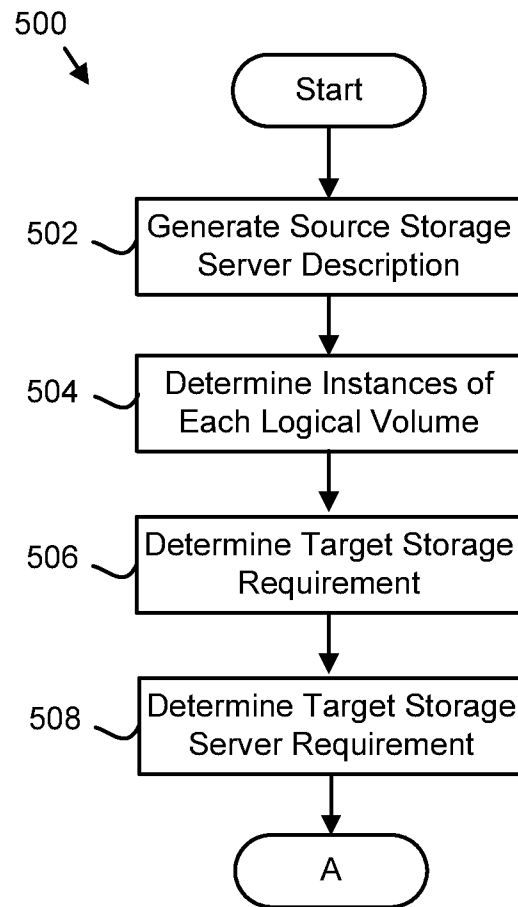 500
Start
502
Generate Source Storage
Server Description
504
Determine Instances of
Each Logical Volume
506
Determine Target Storage
Requirement
508
Determine Target Storage
Server Requirement
A